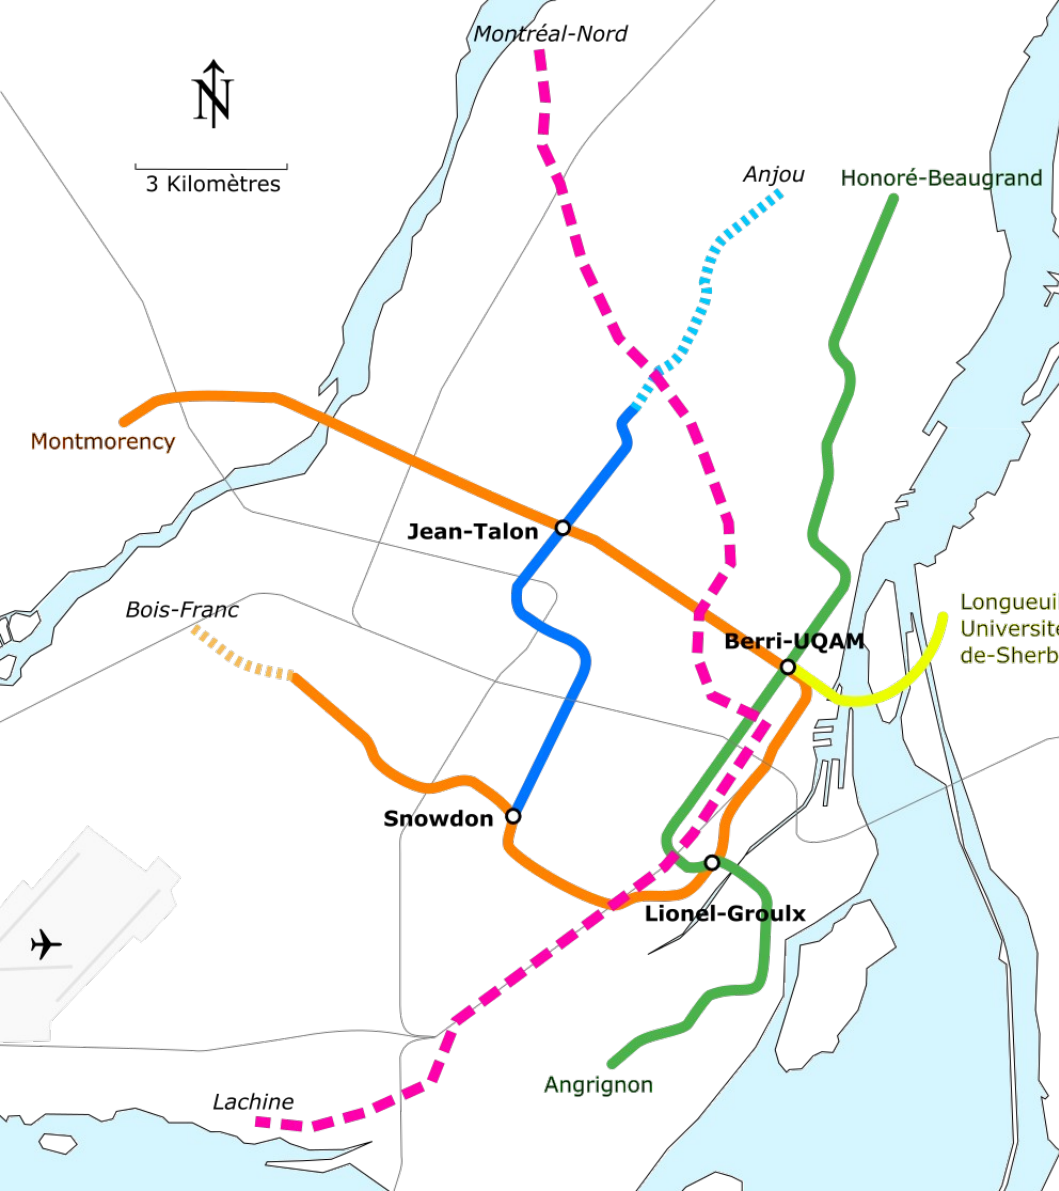 Montréal-Nord
N
3 Kilomètres
Anjou
Honoré-Beaugrand
Montmorency
Jean-Talon
Bois-Franc
Longueuil
Université
de-Sherb
Berri-UQAM
Snowdon
Lionel-Groulx
Angrignon
Lachine